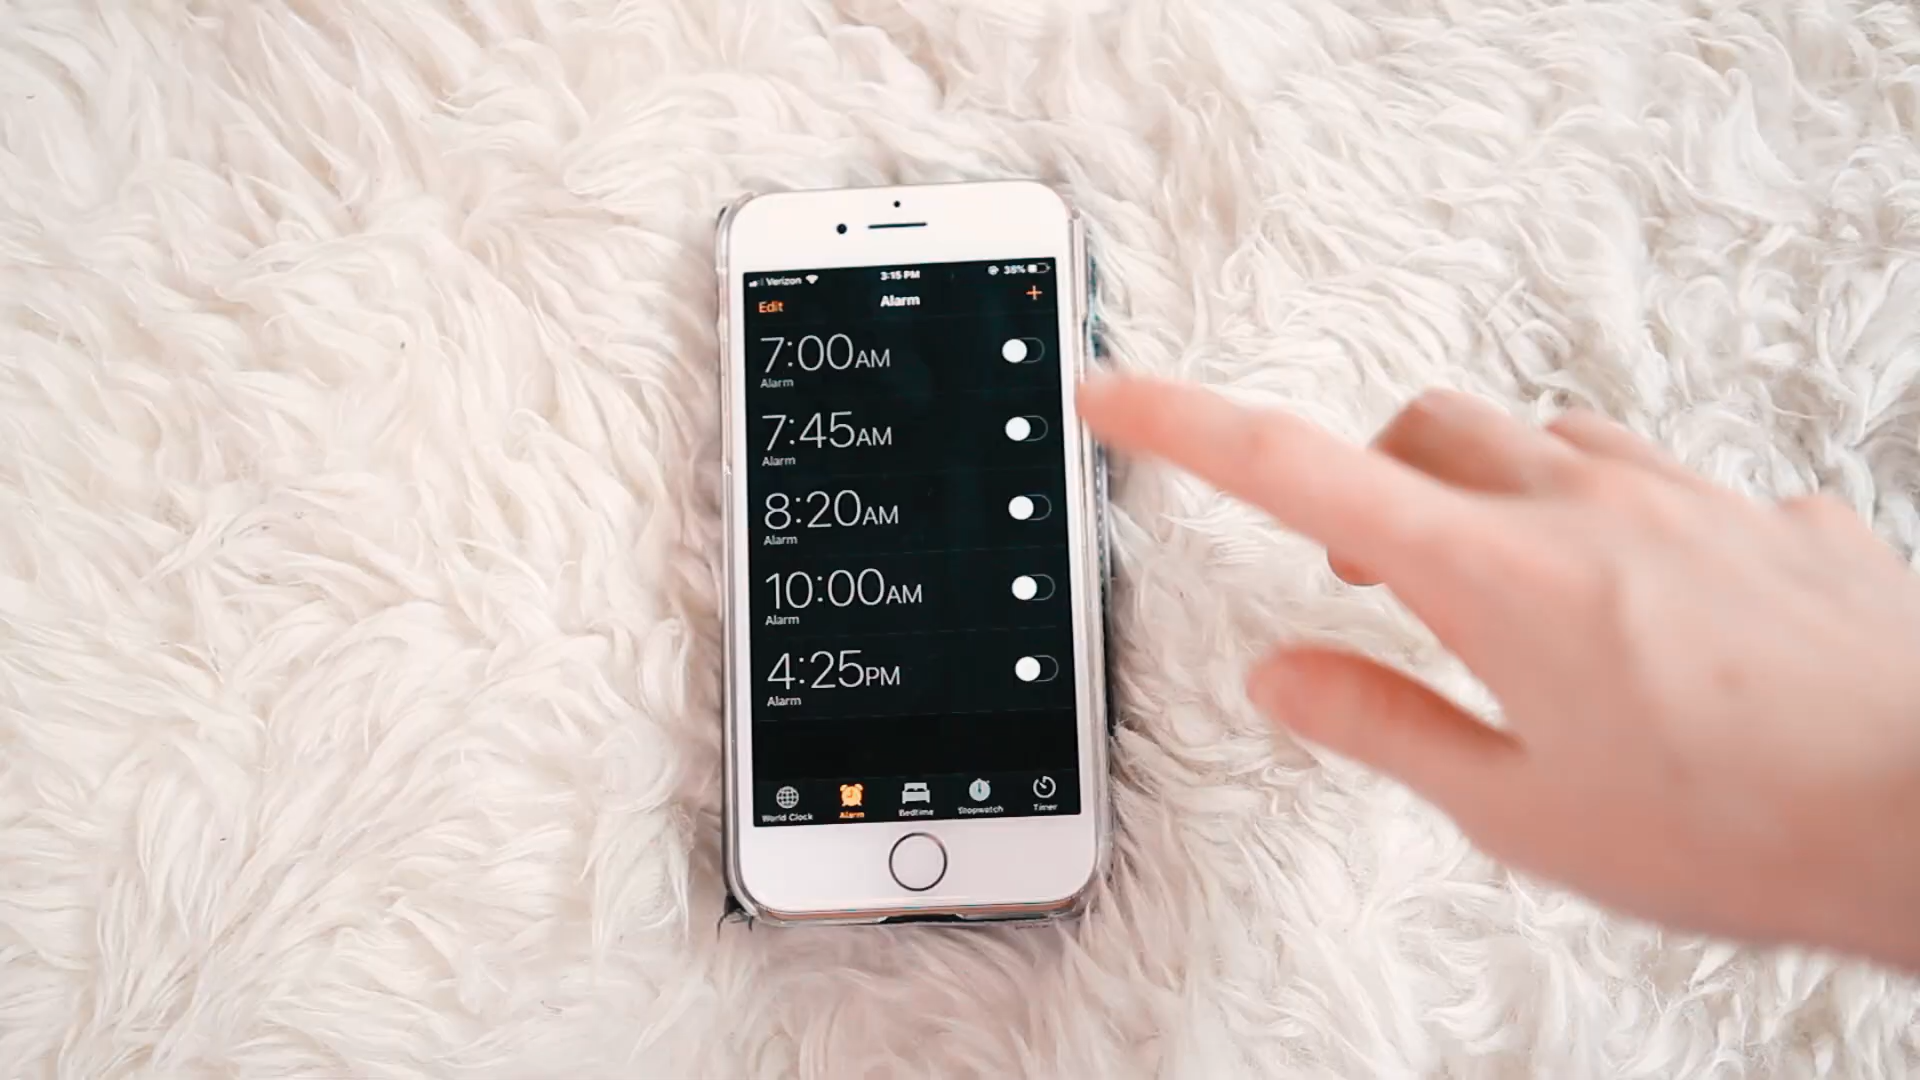 Verizon 3:15 PM 38%
Edit Alarm +
7:00AM
Alarm
7:45AM
Alarm
8:20AM
Alarm
10:00AM
Alarm
4:25PM
Alarm
World Clock Alarm Bedtime Stopwatch Timer